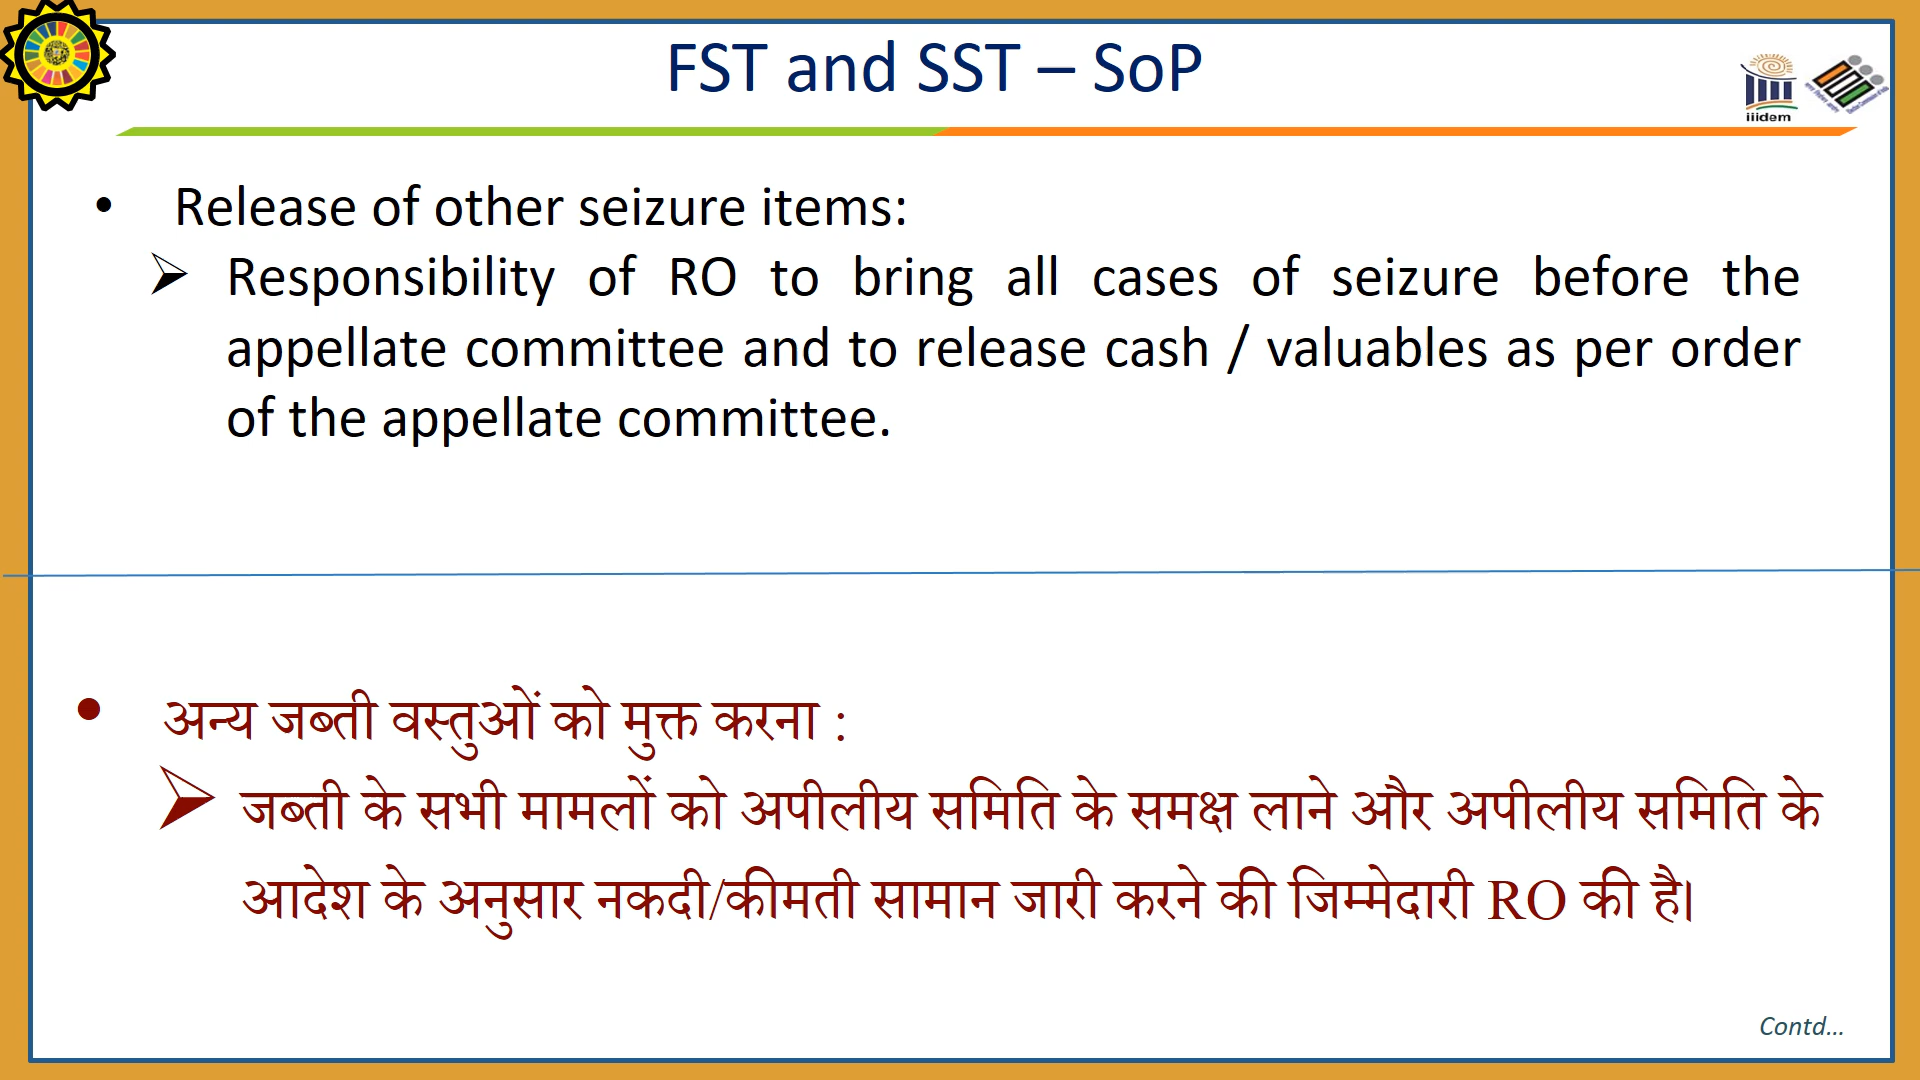 FST and SST – SoP
iiidem
• Release of other seizure items:
➢ Responsibility of RO to bring all cases of seizure before the
appellate committee and to release cash / valuables as per order
of the appellate committee.
• अन्य जब्ती वस्तुओं को मुक्त करना :
➢ जब्ती के सभी मामलों को अपीलीय समिति के समक्ष लाने और अपीलीय समिति के
आदेश के अनुसार नकदी/कीमती सामान जारी करने की जिम्मेदारी RO की है।
Contd...